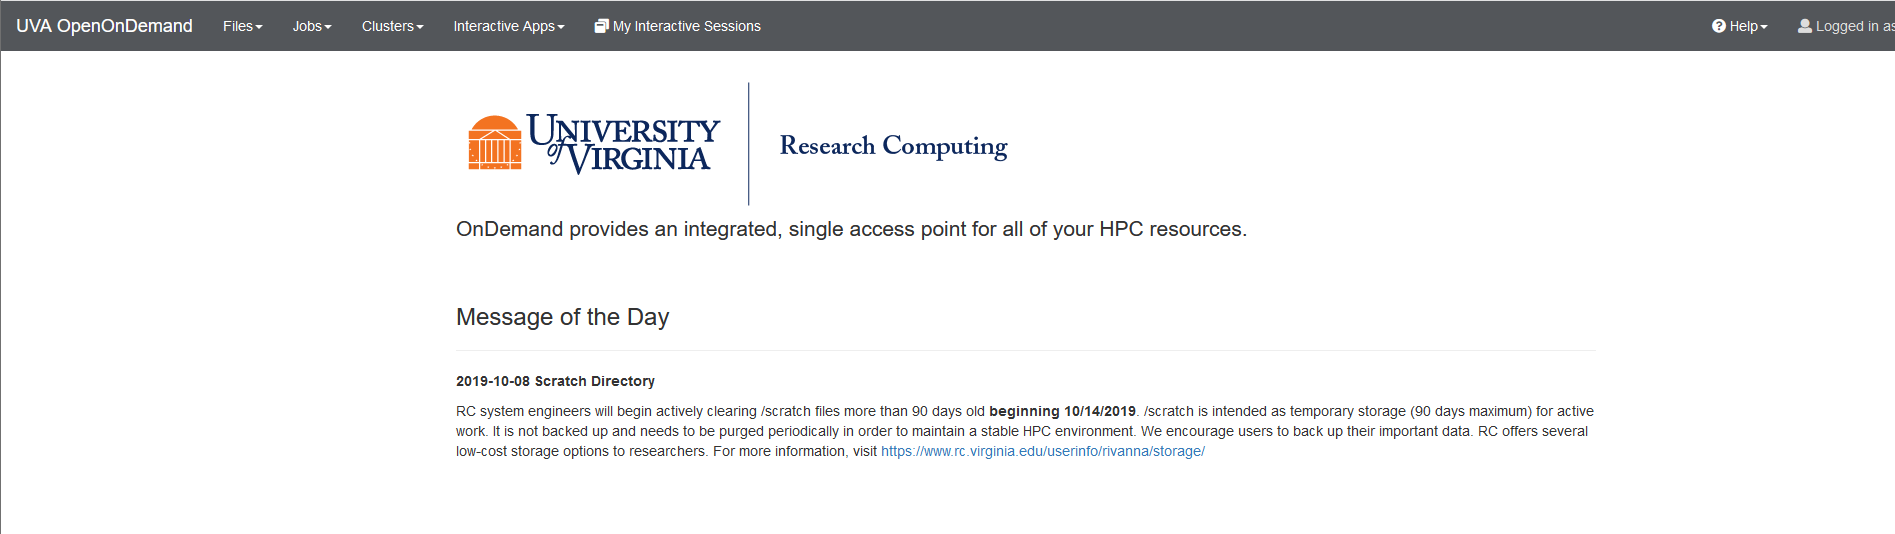 UVA OpenOnDemand Files Jobs Clusters Interactive Apps My Interactive Sessions Help Logged in as
UNIVERSITY
of VIRGINIA
Research Computing
OnDemand provides an integrated, single access point for all of your HPC resources.
Message of the Day
2019-10-08 Scratch Directory
RC system engineers will begin actively clearing /scratch files more than 90 days old beginning 10/14/2019. /scratch is intended as temporary storage (90 days maximum) for active
work. It is not backed up and needs to be purged periodically in order to maintain a stable HPC environment. We encourage users to back up their important data. RC offers several
low-cost storage options to researchers. For more information, visit https://www.rc.virginia.edu/userinfo/rivanna/storage/